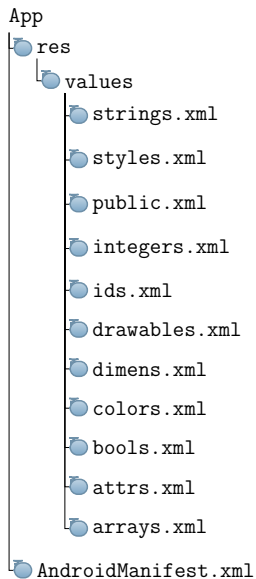 App
res
values
strings.xml
styles.xml
public.xml
integers.xml
ids.xml
drawables.xml
dimens.xml
colors.xml
bools.xml
attrs.xml
arrays.xml
AndroidManifest.xml